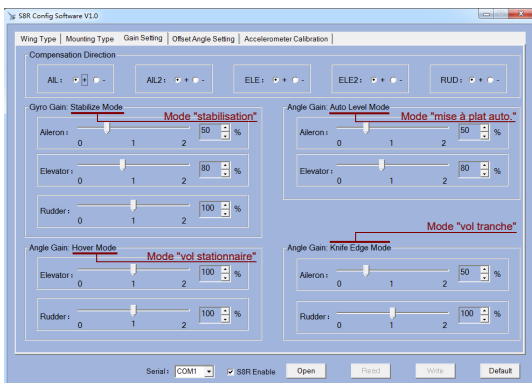 S8R Config Software V1.0
Wing Type | Mounting Type | Gain Setting | Offset Angle Setting | Accelerometer Calibration
Compensation Direction
AIL: + -
AIL2: + -
ELE: + -
ELE2: + -
RUD: + -
Gyro Gain: Stabilize Mode
Mode "stabilisation"
Aileron: 50 %
0 1 2
Elevator: 80 %
0 1 2
Rudder: 100 %
0 1 2
Angle Gain: Auto Level Mode
Mode "mise à plat auto."
Aileron: 50 %
0 1 2
Elevator: 80 %
0 1 2
Angle Gain: Hover Mode
Mode "vol stationnaire"
Elevator: 100 %
0 1 2
Rudder: 100 %
0 1 2
Mode "vol tranche"
Angle Gain: Knife Edge Mode
Aileron: 50 %
0 1 2
Rudder: 100 %
0 1 2
Serial: COM1 S8R Enable Open Read Write Default